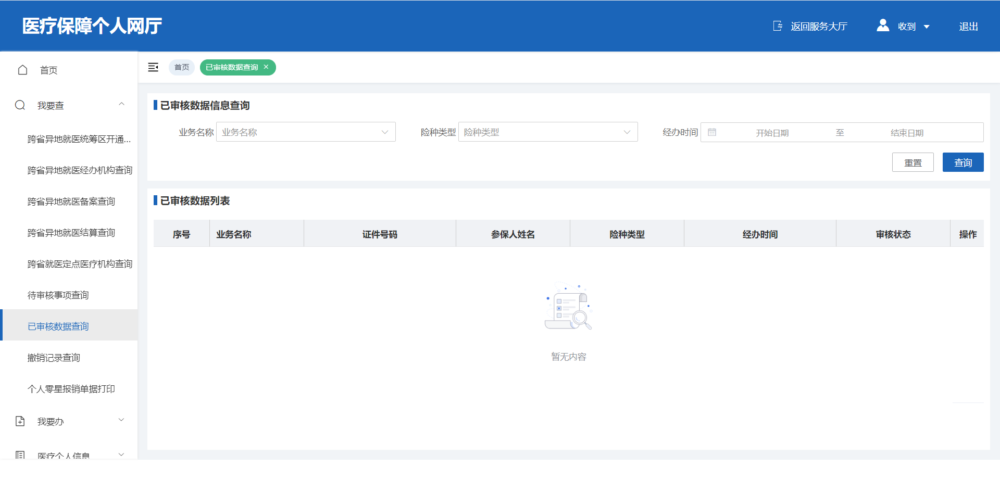 医疗保障个人网厅
返回服务大厅
收到
退出
首页
我要查
跨省异地就医统筹区开通...
跨省异地就医经办机构查询
跨省异地就医备案查询
跨省异地就医结算查询
跨省就医定点医疗机构查询
待审核事项查询
已审核数据查询
撤销记录查询
个人零星报销单据打印
我要办
医疗个人信息
首页 已审核数据查询
已审核数据信息查询
业务名称 业务名称 险种类型 险种类型 经办时间 开始日期 至 结束日期
重置 查询
已审核数据列表
序号 业务名称 证件号码 参保人姓名 险种类型 经办时间 审核状态 操作
暂无内容